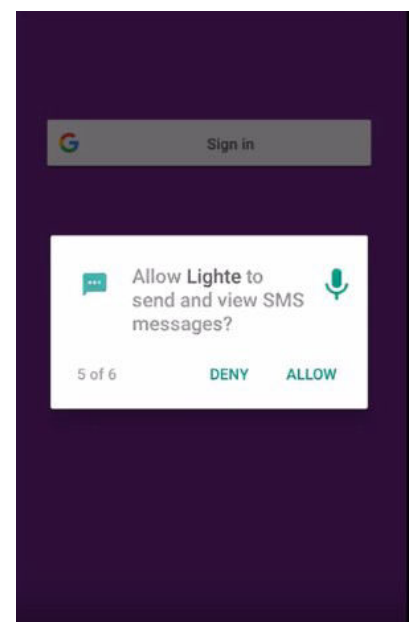 Sign in
Allow Lighte to
send and view SMS
messages?
5 of 6 DENY ALLOW